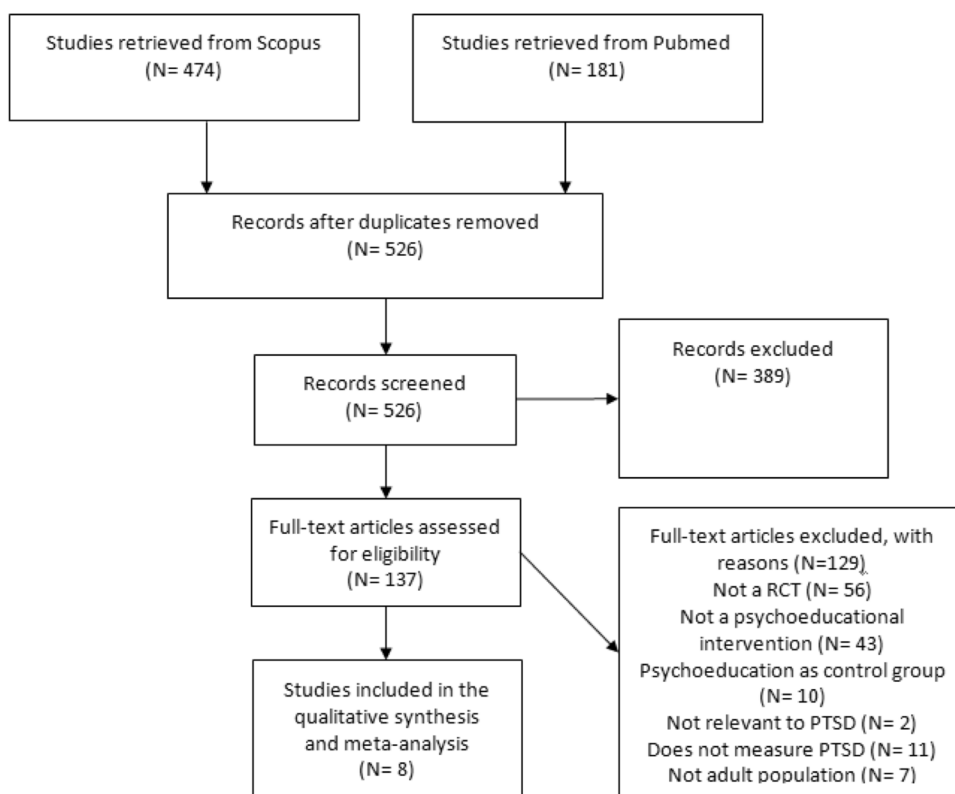 Studies retrieved from Scopus
(N= 474)
Studies retrieved from Pubmed
(N= 181)
Records after duplicates removed
(N= 526)
Records screened
(N= 526)
Records excluded
(N= 389)
Full-text articles assessed
for eligibility
(N= 137)
Full-text articles excluded, with
reasons (N=129)
Not a RCT (N= 56)
Not a psychoeducational
intervention (N= 43)
Psychoeducation as control group
(N= 10)
Not relevant to PTSD (N= 2)
Does not measure PTSD (N= 11)
Not adult population (N= 7)
Studies included in the
qualitative synthesis
and meta-analysis
(N= 8)